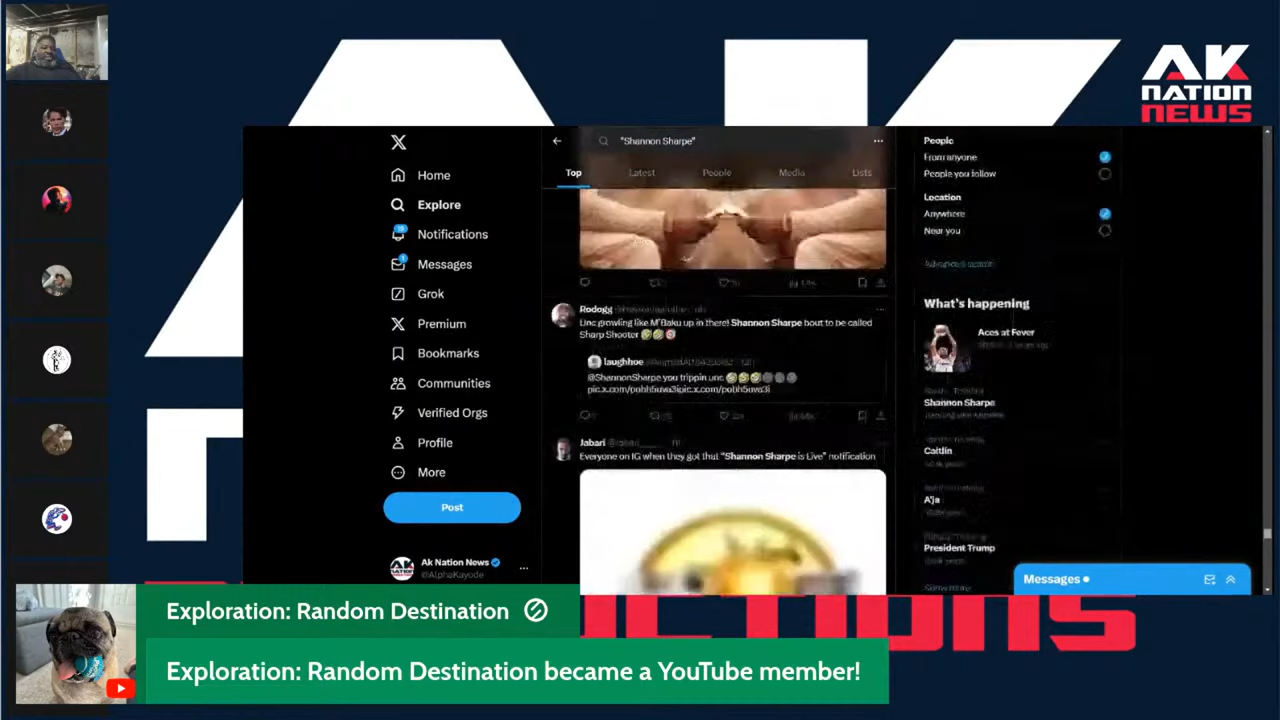 AK
NATION
NEWS
"Shannon Sharpe"
Top
Latest
People
Media
Lists
Home
Explore
Notifications
Messages
Grok
Premium
Bookmarks
Communities
Verified Orgs
Profile
More
Post
Ak Nation News
@AlphaKayode
Rodogg
Unc growling like M'Baku up in there! Shannon Sharpe bout to be called
Sharp Shooter
laughhoe
@ShannonSharpe you trippin unc
Jabari
Everyone on IG when they got that "Shannon Sharpe is Live" notification
People
From anyone
People you follow
Location
Anywhere
Near you
Advanced search
What's happening
Aces at Fever
Shannon Sharpe
Caitlin
A'ja
President Trump
Messages
Exploration: Random Destination
Exploration: Random Destination became a YouTube member!